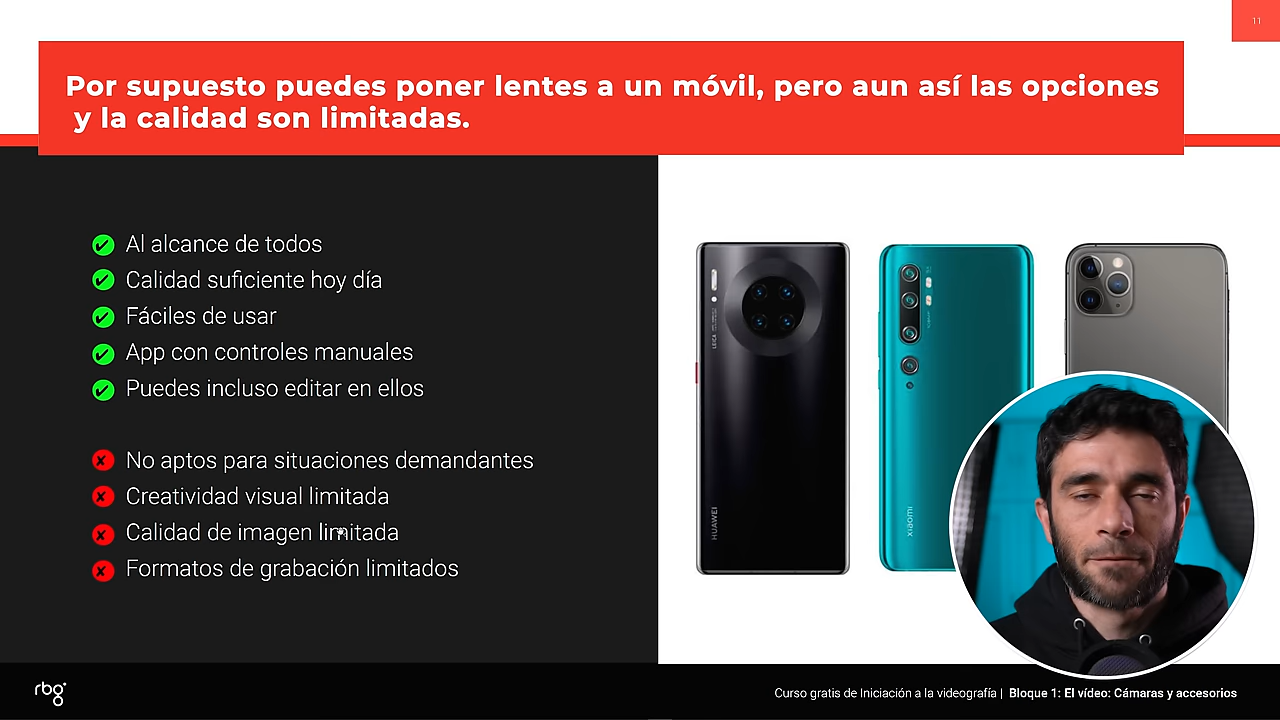 11
Por supuesto puedes poner lentes a un móvil, pero aun así las opciones
y la calidad son limitadas.
Al alcance de todos
Calidad suficiente hoy día
Fáciles de usar
App con controles manuales
Puedes incluso editar en ellos
No aptos para situaciones demandantes
Creatividad visual limitada
Calidad de imagen limitada
Formatos de grabación limitados
LEICA
HUAWEI
xiaomi
rbg
Curso gratis de Iniciación a la videografía | Bloque 1: El vídeo: Cámaras y accesorios